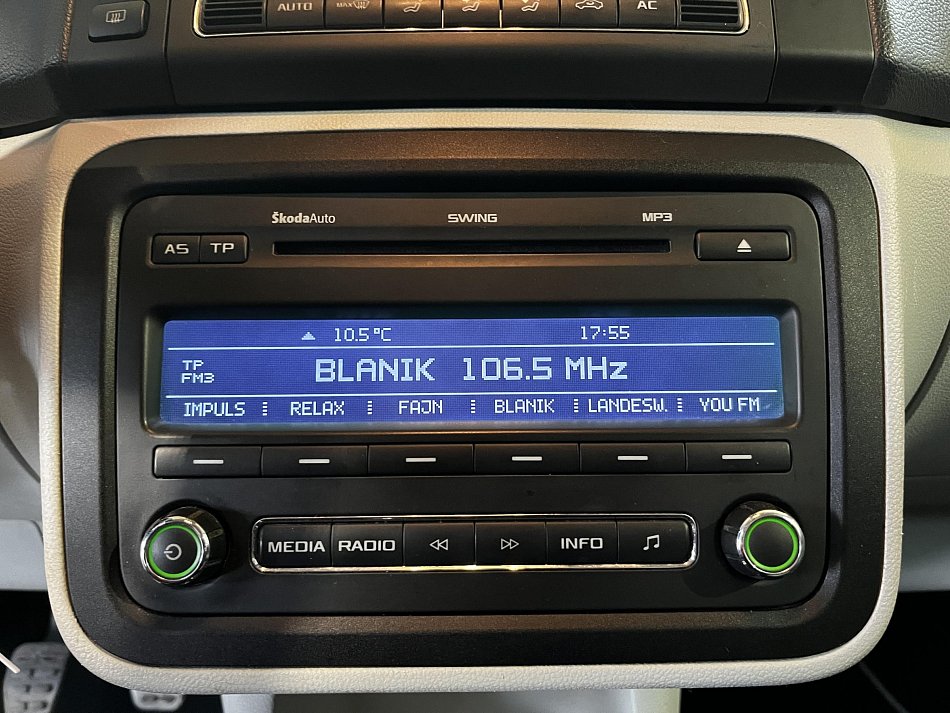 AUTO MAX AC
ŠkodaAuto SWING MP3
AS TP
10.5°C 17:55
TP
FM3
BLANIK 106.5 MHz
IMPULS RELAX FAJN BLANIK LANDESW. YOU FM
MEDIA RADIO INFO